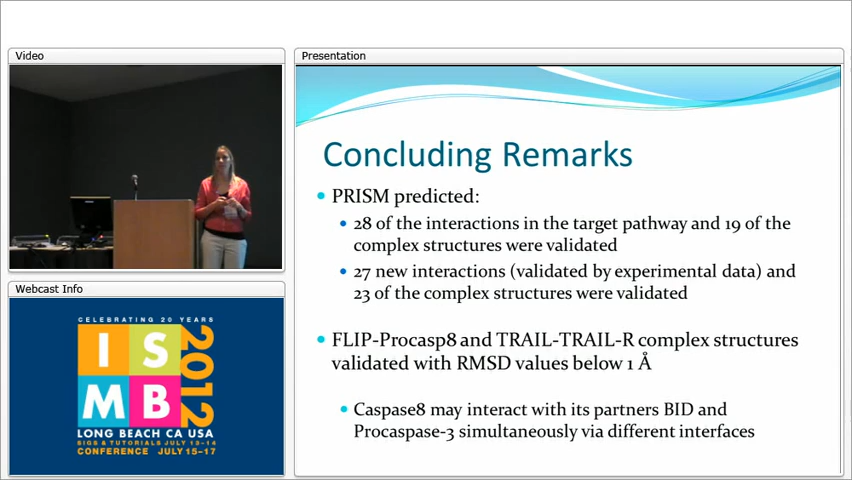 Video
Presentation
Concluding Remarks
• PRISM predicted:
• 28 of the interactions in the target pathway and 19 of the
complex structures were validated
• 27 new interactions (validated by experimental data) and
23 of the complex structures were validated
• FLIP-Procasp8 and TRAIL-TRAIL-R complex structures
validated with RMSD values below 1 Å
• Caspase8 may interact with its partners BID and
Procaspase-3 simultaneously via different interfaces
Webcast Info
CELEBRATING 20 YEARS
IS
MB
2012
LONG BEACH CA USA
SIGS & TUTORIALS JULY 13-14
CONFERENCE JULY 15-17